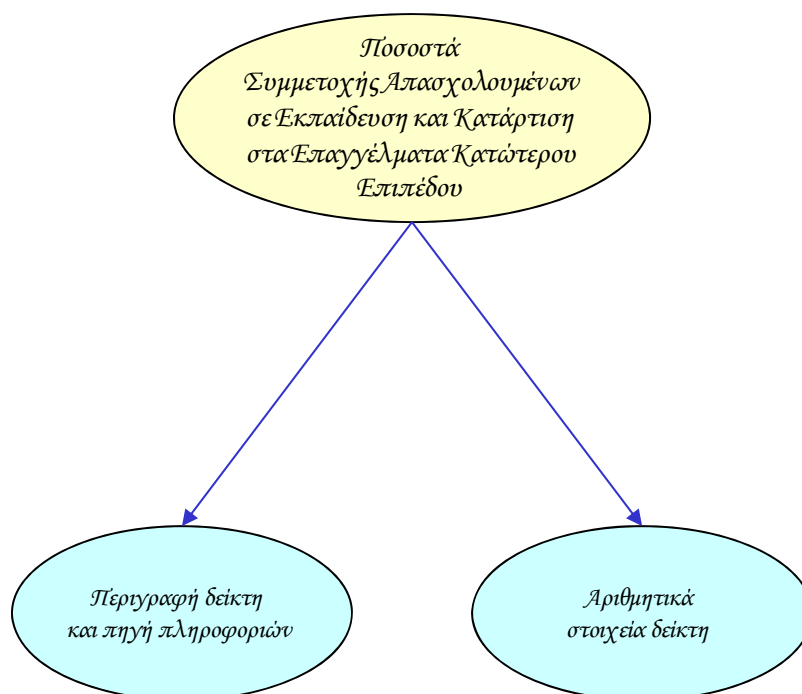 Ποσοστά
Συμμετοχής Απασχολουμένων
σε Εκπαίδευση και Κατάρτιση
στα Επαγγέλματα Κατώτερου
Επιπέδου
Περιγραφή δείκτη
και πηγή πληροφοριών
Αριθμητικά
στοιχεία δείκτη